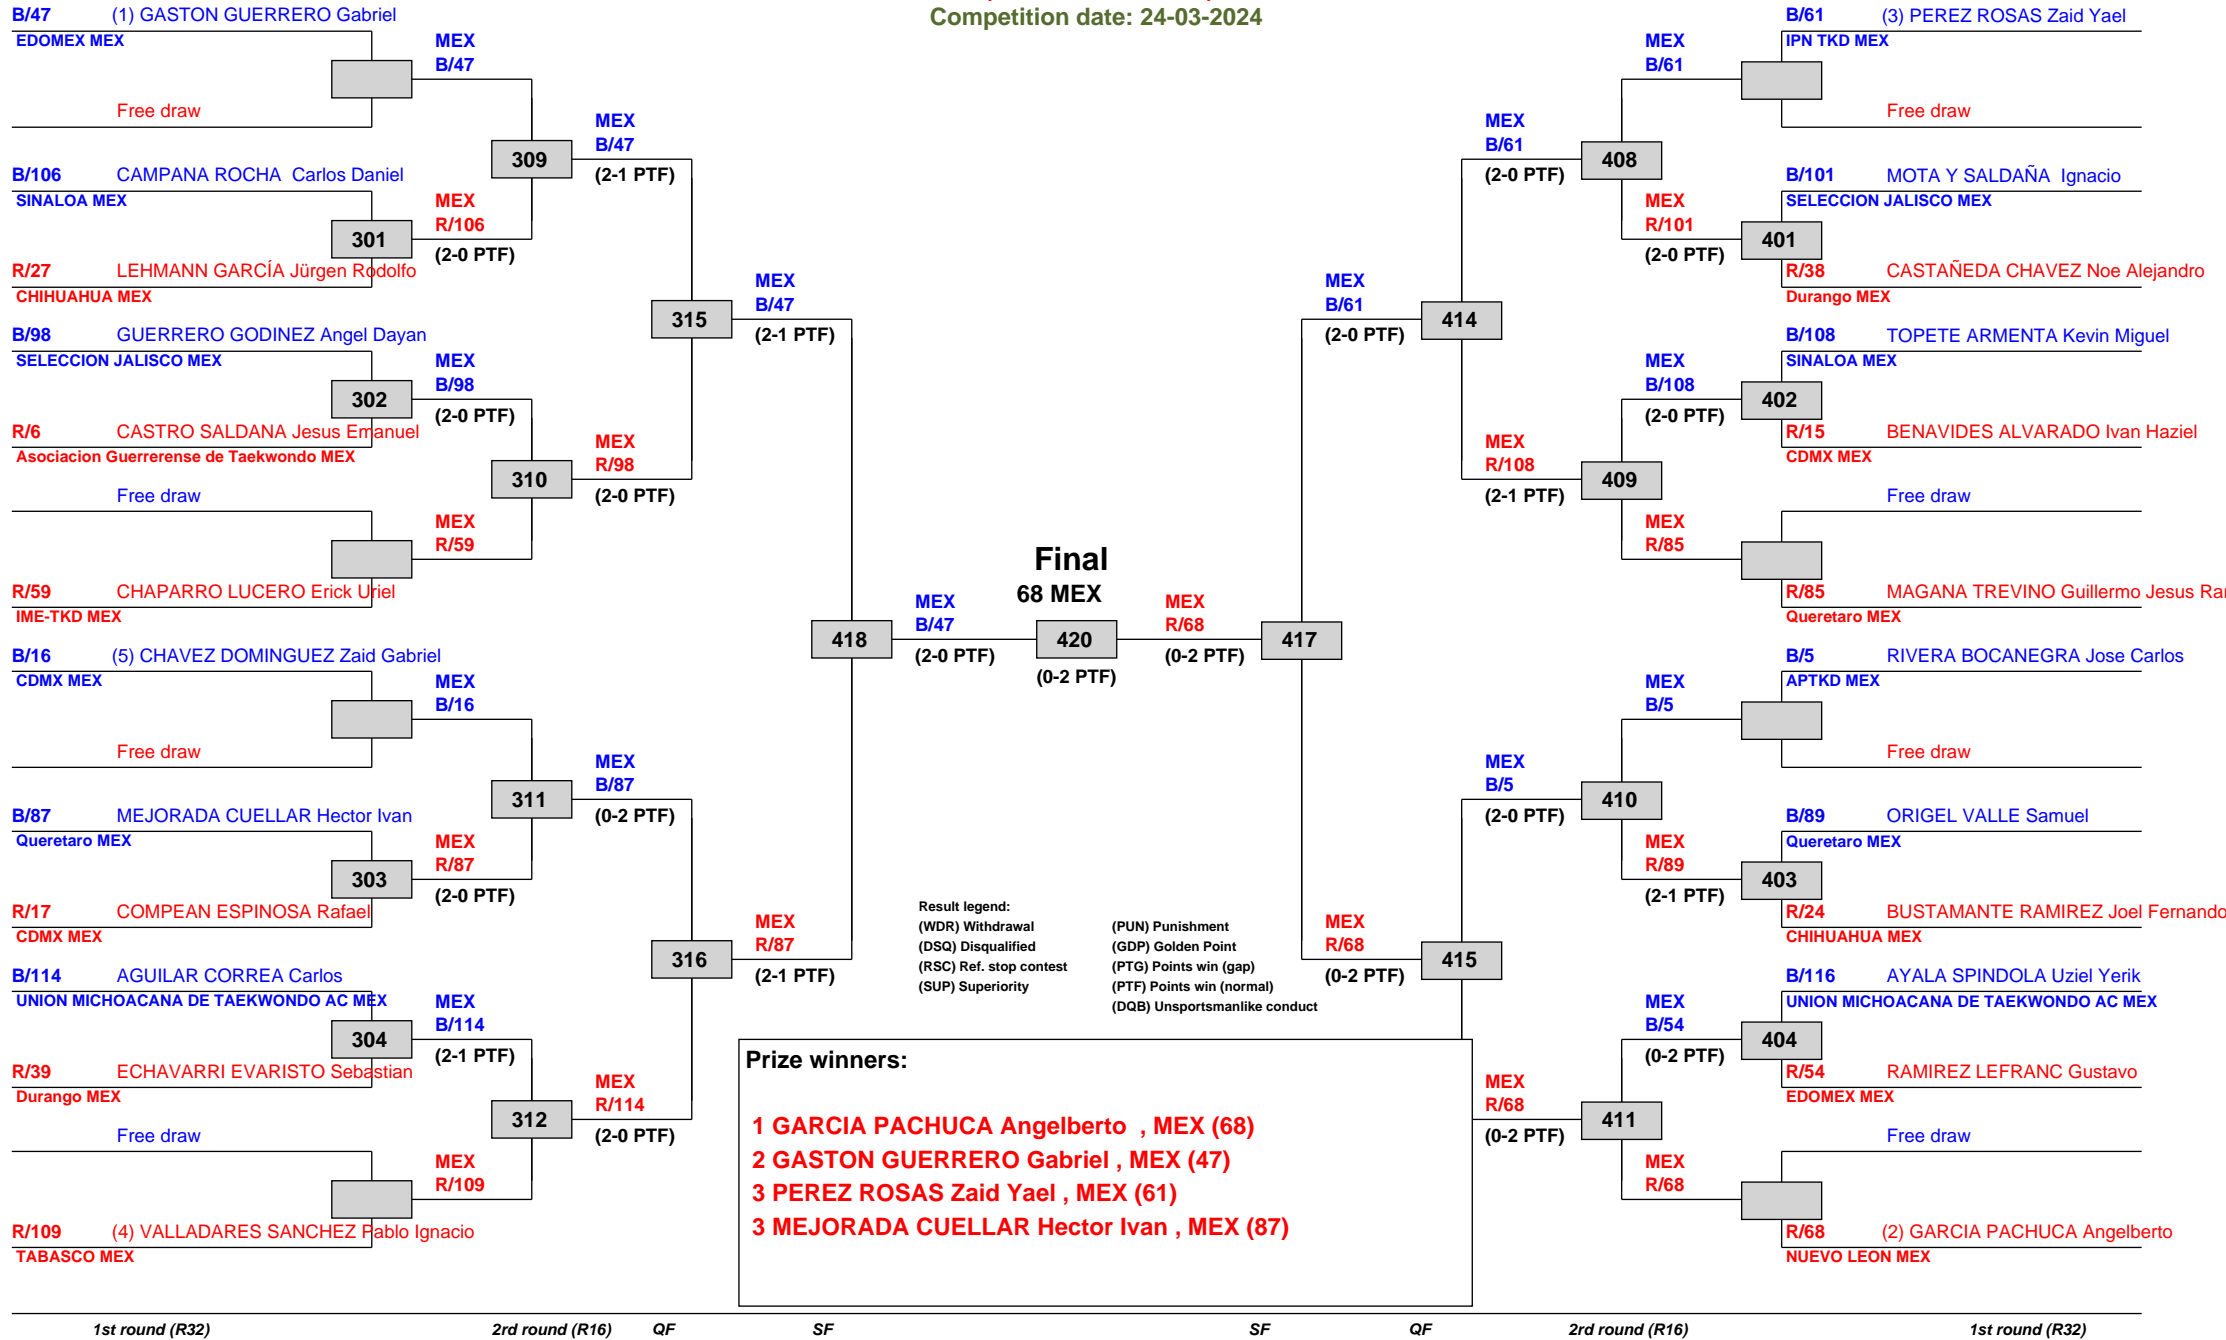 Competition date: 24-03-2024
B/47 (1) GASTON GUERRERO Gabriel
EDOMEX MEX
Free draw
B/106 CAMPANA ROCHA Carlos Daniel
SINALOA MEX
301
R/27 LEHMANN GARCÍA Jürgen Rodolfo
CHIHUAHUA MEX
B/98 GUERRERO GODINEZ Angel Dayan
SELECCION JALISCO MEX
302
R/6 CASTRO SALDANA Jesus Emanuel
Asociacion Guerrerense de Taekwondo MEX
Free draw
R/59 CHAPARRO LUCERO Erick Uriel
IME-TKD MEX
B/16 (5) CHAVEZ DOMINGUEZ Zaid Gabriel
CDMX MEX
Free draw
B/87 MEJORADA CUELLAR Hector Ivan
Queretaro MEX
303
R/17 COMPEAN ESPINOSA Rafael
CDMX MEX
B/114 AGUILAR CORREA Carlos
UNION MICHOACANA DE TAEKWONDO AC MEX
304
R/39 ECHAVARRI EVARISTO Sebastian
Durango MEX
Free draw
R/109 (4) VALLADARES SANCHEZ Pablo Ignacio
TABASCO MEX
MEX
B/47
309
MEX
R/106
(2-0 PTF)
MEX
B/98
(2-0 PTF)
310
MEX
R/59
MEX
B/16
311
MEX
R/87
(2-0 PTF)
MEX
B/114
(2-1 PTF)
312
MEX
R/109
MEX
B/47
(2-1 PTF)
315
MEX
R/98
(2-0 PTF)
MEX
B/87
(0-2 PTF)
316
MEX
R/114
(2-0 PTF)
MEX
B/47
(2-1 PTF)
418
MEX
R/87
(2-1 PTF)
MEX
B/47
(2-0 PTF)
Final
68 MEX
420
(0-2 PTF)
MEX
R/68
(0-2 PTF)
417
MEX
B/61
(2-0 PTF)
414
MEX
R/68
(0-2 PTF)
415
MEX
B/61
(2-0 PTF)
408
MEX
R/108
(2-1 PTF)
409
MEX
B/5
(2-0 PTF)
410
MEX
R/68
(0-2 PTF)
411
MEX
B/61
MEX
R/101
(2-0 PTF)
401
MEX
B/108
(2-0 PTF)
402
MEX
R/85
MEX
B/5
MEX
R/89
(2-1 PTF)
403
MEX
B/54
(0-2 PTF)
404
MEX
R/68
B/61 (3) PEREZ ROSAS Zaid Yael
IPN TKD MEX
Free draw
B/101 MOTA Y SALDAÑA Ignacio
SELECCION JALISCO MEX
R/38 CASTAÑEDA CHAVEZ Noe Alejandro
Durango MEX
B/108 TOPETE ARMENTA Kevin Miguel
SINALOA MEX
R/15 BENAVIDES ALVARADO Ivan Haziel
CDMX MEX
Free draw
R/85 MAGANA TREVINO Guillermo Jesus
Queretaro MEX
B/5 RIVERA BOCANEGRA Jose Carlos
APTKD MEX
Free draw
B/89 ORIGEL VALLE Samuel
Queretaro MEX
R/24 BUSTAMANTE RAMIREZ Joel Fernando
CHIHUAHUA MEX
B/116 AYALA SPINDOLA Uziel Yerik
UNION MICHOACANA DE TAEKWONDO AC MEX
R/54 RAMIREZ LEFRANC Gustavo
EDOMEX MEX
Free draw
R/68 (2) GARCIA PACHUCA Angelberto
NUEVO LEON MEX
Result legend:
(WDR) Withdrawal
(DSQ) Disqualified
(RSC) Ref. stop contest
(SUP) Superiority
(PUN) Punishment
(GDP) Golden Point
(PTG) Points win (gap)
(PTF) Points win (normal)
(DQB) Unsportsmanlike conduct
Prize winners:
1 GARCIA PACHUCA Angelberto , MEX (68)
2 GASTON GUERRERO Gabriel , MEX (47)
3 PEREZ ROSAS Zaid Yael , MEX (61)
3 MEJORADA CUELLAR Hector Ivan , MEX (87)
1st round (R32) 2rd round (R16) QF SF SF QF 2rd round (R16) 1st round (R32)